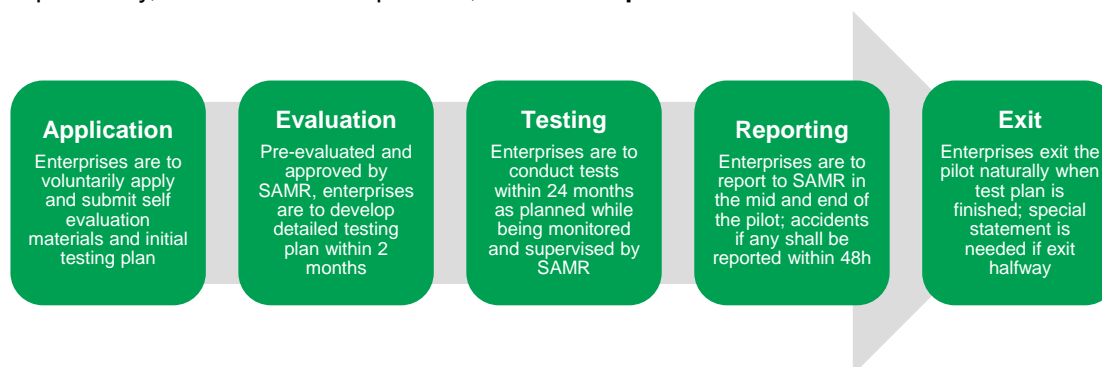 Application
Enterprises are to
voluntarily apply
and submit self
evaluation
materials and initial
testing plan
Evaluation
Pre-evaluated and
approved by
SAMR, enterprises
are to develop
detailed testing
plan within 2
months
Testing
Enterprises are to
conduct tests
within 24 months
as planned while
being monitored
and supervised by
SAMR
Reporting
Enterprises are to
report to SAMR in
the mid and end of
the pilot; accidents
if any shall be
reported within 48h
Exit
Enterprises exit the
pilot naturally when
test plan is
finished; special
statement is
needed if exit
halfway